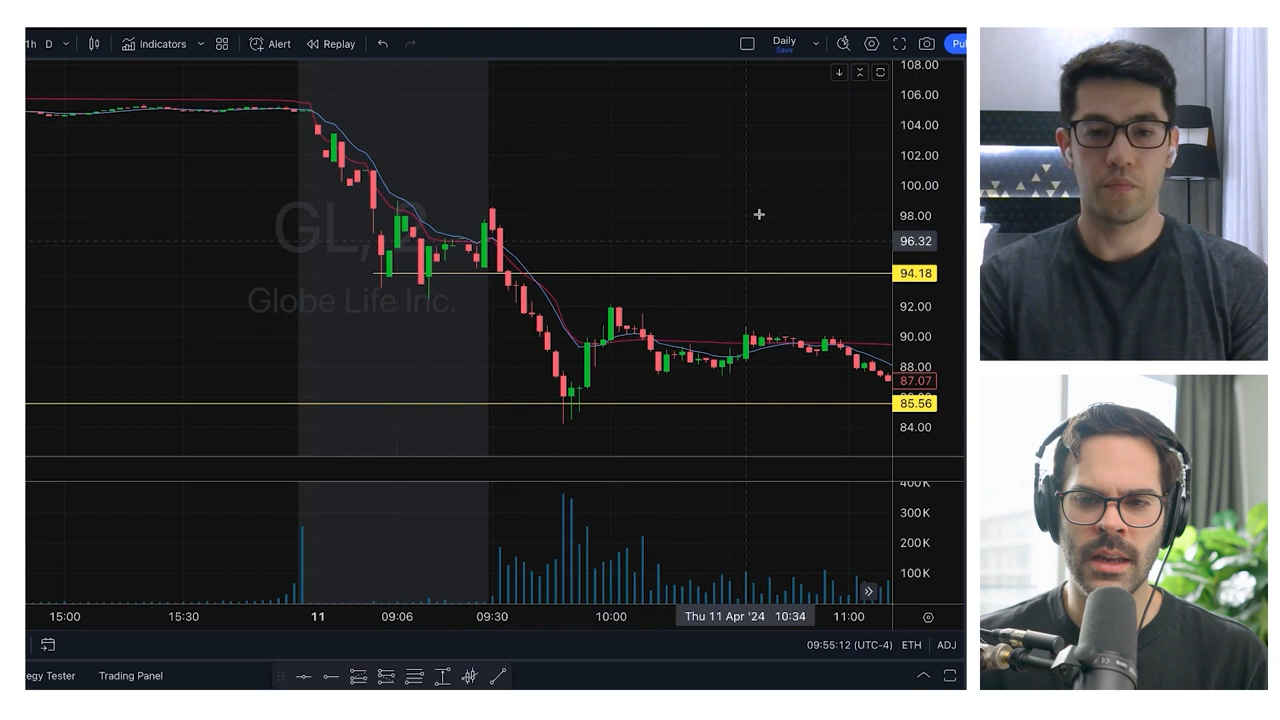 1h D Indicators Alert Replay Daily Pul
Save
108.00
106.00
104.00
102.00
100.00
98.00
96.32
94.18
92.00
90.00
88.00
87.07
85.56
84.00
GL, 2
Globe Life Inc.
400K
300K
200K
100K
15:00 15:30 11 09:06 09:30 10:00 Thu 11 Apr '24 10:34 11:00
09:55:12 (UTC-4) ETH ADJ
egy Tester Trading Panel